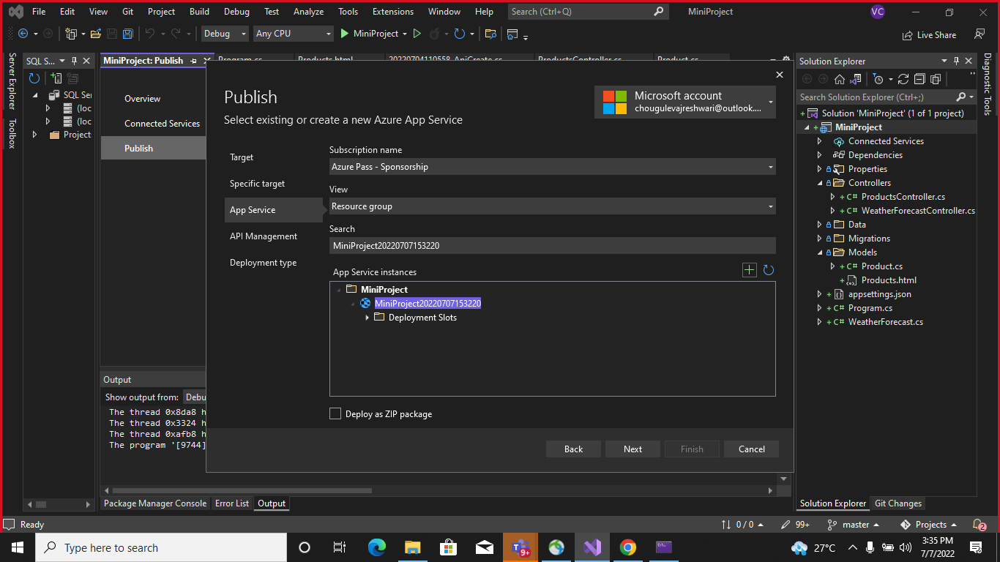 File Edit View Git Project Build Debug Test Analyze Tools Extensions Window Help Search (Ctrl+Q) MiniProject VC
Debug Any CPU MiniProject Live Share
Server Explorer
Toolbox
SQL S...
SQL Ser
(loc
(loc
Project
MiniProject: Publish Program.cs Products.html 20220704110558_ApiCreate.cs ProductsController.cs Product.cs
Overview
Connected Services
Publish
Publish
Select existing or create a new Azure App Service
Microsoft account
chougulevajreshwari@outlook....
Target
Specific target
App Service
API Management
Deployment type
Subscription name
Azure Pass - Sponsorship
View
Resource group
Search
MiniProject20220707153220
App Service instances
MiniProject
MiniProject20220707153220
Deployment Slots
Deploy as ZIP package
Back Next Finish Cancel
Output
Show output from: Debu
The thread 0x8da8 h
The thread 0x3324 h
The thread 0xafb8 h
The program '[9744]
Package Manager Console Error List Output
Solution Explorer
Search Solution Explorer (Ctrl+;)
Solution 'MiniProject' (1 of 1 project)
MiniProject
Connected Services
Dependencies
Properties
Controllers
C# ProductsController.cs
C# WeatherForecastController.cs
Data
Migrations
Models
C# Product.cs
Products.html
appsettings.json
C# Program.cs
C# WeatherForecast.cs
Solution Explorer Git Changes
Diagnostic Tools
Ready 0 / 0 99+ master Projects 2
Type here to search 9+ 27°C 3:35 PM
7/7/2022